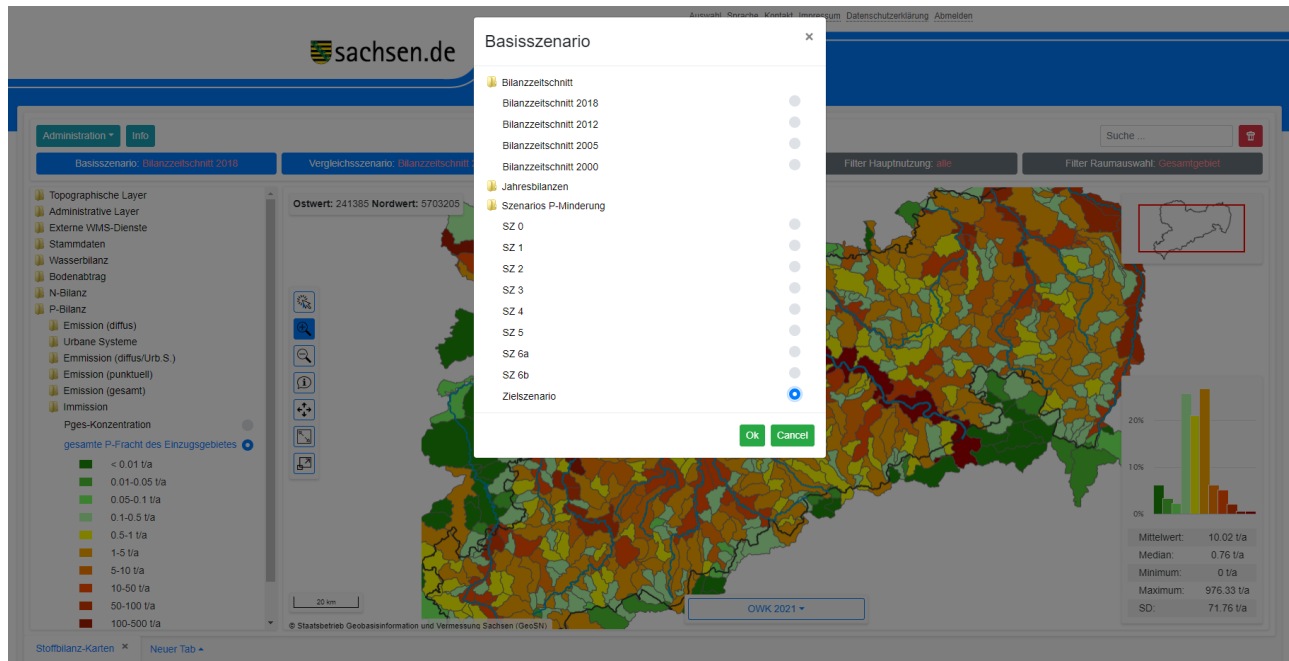 Auswahl Sprache Kontakt Impressum Datenschutzerklärung Abmelden
sachsen.de
Basisszenario ×
Bilanzzeitschnitt
Bilanzzeitschnitt 2018
Bilanzzeitschnitt 2012
Bilanzzeitschnitt 2005
Bilanzzeitschnitt 2000
Jahresbilanzen
Szenarios P-Minderung
SZ 0
SZ 1
SZ 2
SZ 3
SZ 4
SZ 5
SZ 6a
SZ 6b
Zielszenario
Ok Cancel
Administration Info
Suche ...
Basisszenario: Bilanzzeitschnitt 2018
Vergleichsszenario: Bilanzzeitschnitt
Filter Hauptnutzung: alle
Filter Raumauswahl: Gesamtgebiet
Topographische Layer
Administrative Layer
Externe WMS-Dienste
Stammdaten
Wasserbilanz
Bodenabtrag
N-Bilanz
P-Bilanz
Emission (diffus)
Urbane Systeme
Emmission (diffus/Urb.S.)
Emission (punktuell)
Emission (gesamt)
Immission
Pges-Konzentration
gesamte P-Fracht des Einzugsgebietes
< 0.01 t/a
0.01-0.05 t/a
0.05-0.1 t/a
0.1-0.5 t/a
0.5-1 t/a
1-5 t/a
5-10 t/a
10-50 t/a
50-100 t/a
100-500 t/a
Ostwert: 241385 Nordwert: 5703205
20 km
© Staatsbetrieb Geobasisinformation und Vermessung Sachsen (GeoSN)
OWK 2021
20%
10%
0%
Mittelwert: 10.02 t/a
Median: 0.76 t/a
Minimum: 0 t/a
Maximum: 976.33 t/a
SD: 71.76 t/a
Stoffbilanz-Karten ×
Neuer Tab